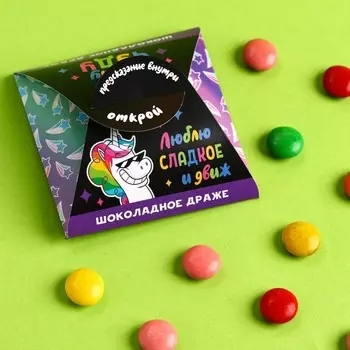 предсказание внутри
открой
Люблю
СЛАДКОЕ
и движ
ШОКОЛАДНОЕ ДРАЖЕ